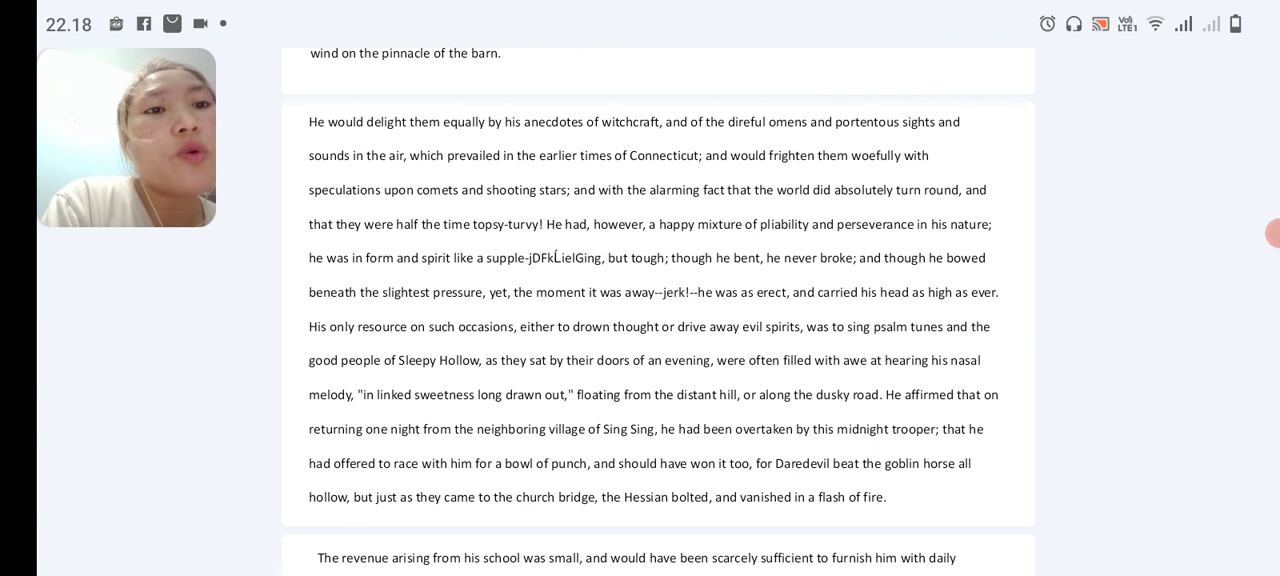 22.18
Vo)) LTE1
wind on the pinnacle of the barn.
He would delight them equally by his anecdotes of witchcraft, and of the direful omens and portentous sights and
sounds in the air, which prevailed in the earlier times of Connecticut; and would frighten them woefully with
speculations upon comets and shooting stars; and with the alarming fact that the world did absolutely turn round, and
that they were half the time topsy-turvy! He had, however, a happy mixture of pliability and perseverance in his nature;
he was in form and spirit like a supple-jDFkĹielGing, but tough; though he bent, he never broke; and though he bowed
beneath the slightest pressure, yet, the moment it was away--jerk!--he was as erect, and carried his head as high as ever.
His only resource on such occasions, either to drown thought or drive away evil spirits, was to sing psalm tunes and the
good people of Sleepy Hollow, as they sat by their doors of an evening, were often filled with awe at hearing his nasal
melody, "in linked sweetness long drawn out," floating from the distant hill, or along the dusky road. He affirmed that on
returning one night from the neighboring village of Sing Sing, he had been overtaken by this midnight trooper; that he
had offered to race with him for a bowl of punch, and should have won it too, for Daredevil beat the goblin horse all
hollow, but just as they came to the church bridge, the Hessian bolted, and vanished in a flash of fire.
The revenue arising from his school was small, and would have been scarcely sufficient to furnish him with daily